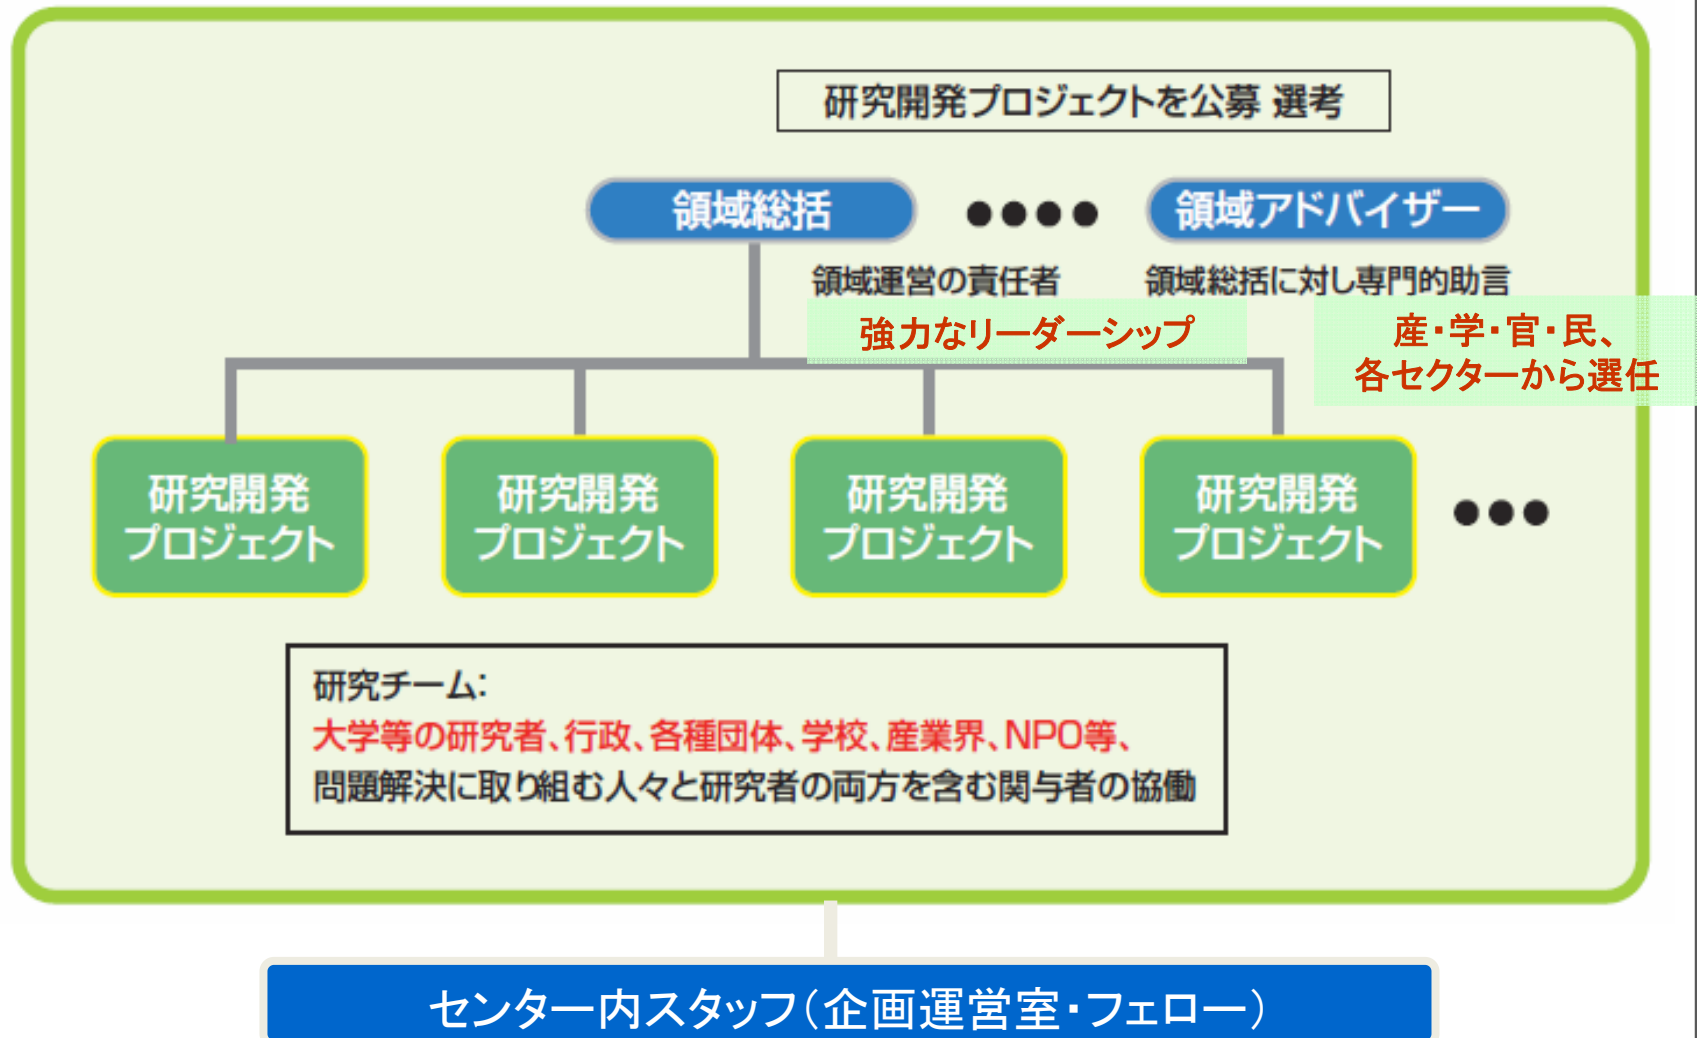 研究開発プロジェクトを公募 選考
領域総括
●●●●
領域アドバイザー
領域運営の責任者
領域総括に対し専門的助言
強力なリーダーシップ
産・学・官・民、
各セクターから選任
研究開発
プロジェクト
研究開発
プロジェクト
研究開発
プロジェクト
研究開発
プロジェクト
●●●
研究チーム:
大学等の研究者、行政、各種団体、学校、産業界、NPO等、
問題解決に取り組む人々と研究者の両方を含む関与者の協働
センター内スタッフ(企画運営室・フェロー)